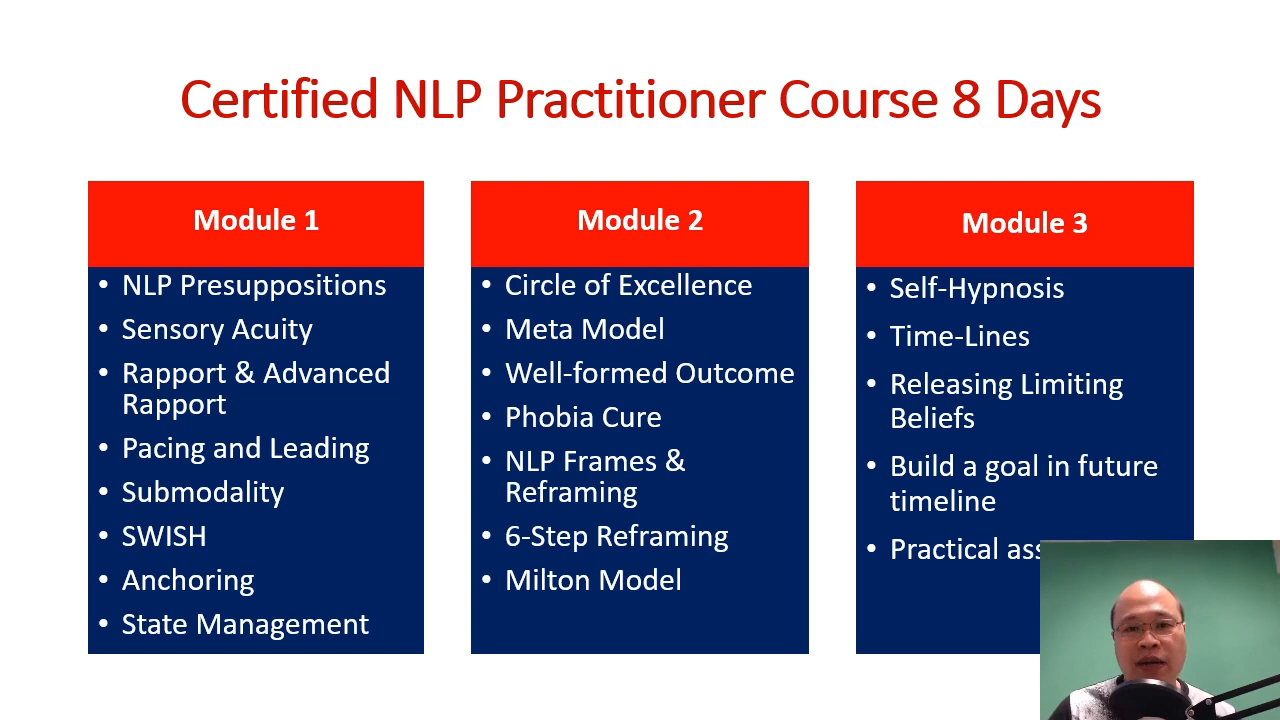 Certified NLP Practitioner Course 8 Days
Module 1
• NLP Presuppositions
• Sensory Acuity
• Rapport & Advanced
Rapport
• Pacing and Leading
• Submodality
• SWISH
• Anchoring
• State Management
Module 2
• Circle of Excellence
• Meta Model
• Well-formed Outcome
• Phobia Cure
• NLP Frames &
Reframing
• 6-Step Reframing
• Milton Model
Module 3
• Self-Hypnosis
• Time-Lines
• Releasing Limiting
Beliefs
• Build a goal in future
timeline
• Practical